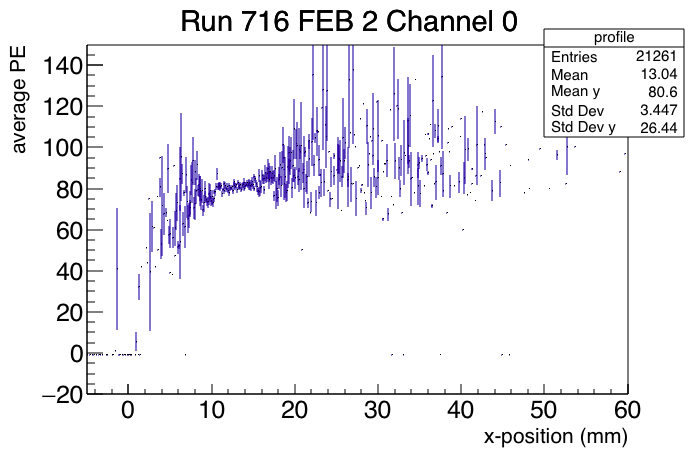 Run 716 FEB 2 Channel 0
profile
Entries 21261
Mean 13.04
Mean y 80.6
Std Dev 3.447
Std Dev y 26.44
average PE
140
120
100
80
60
40
20
0
−20
0 10 20 30 40 50 60
x-position (mm)